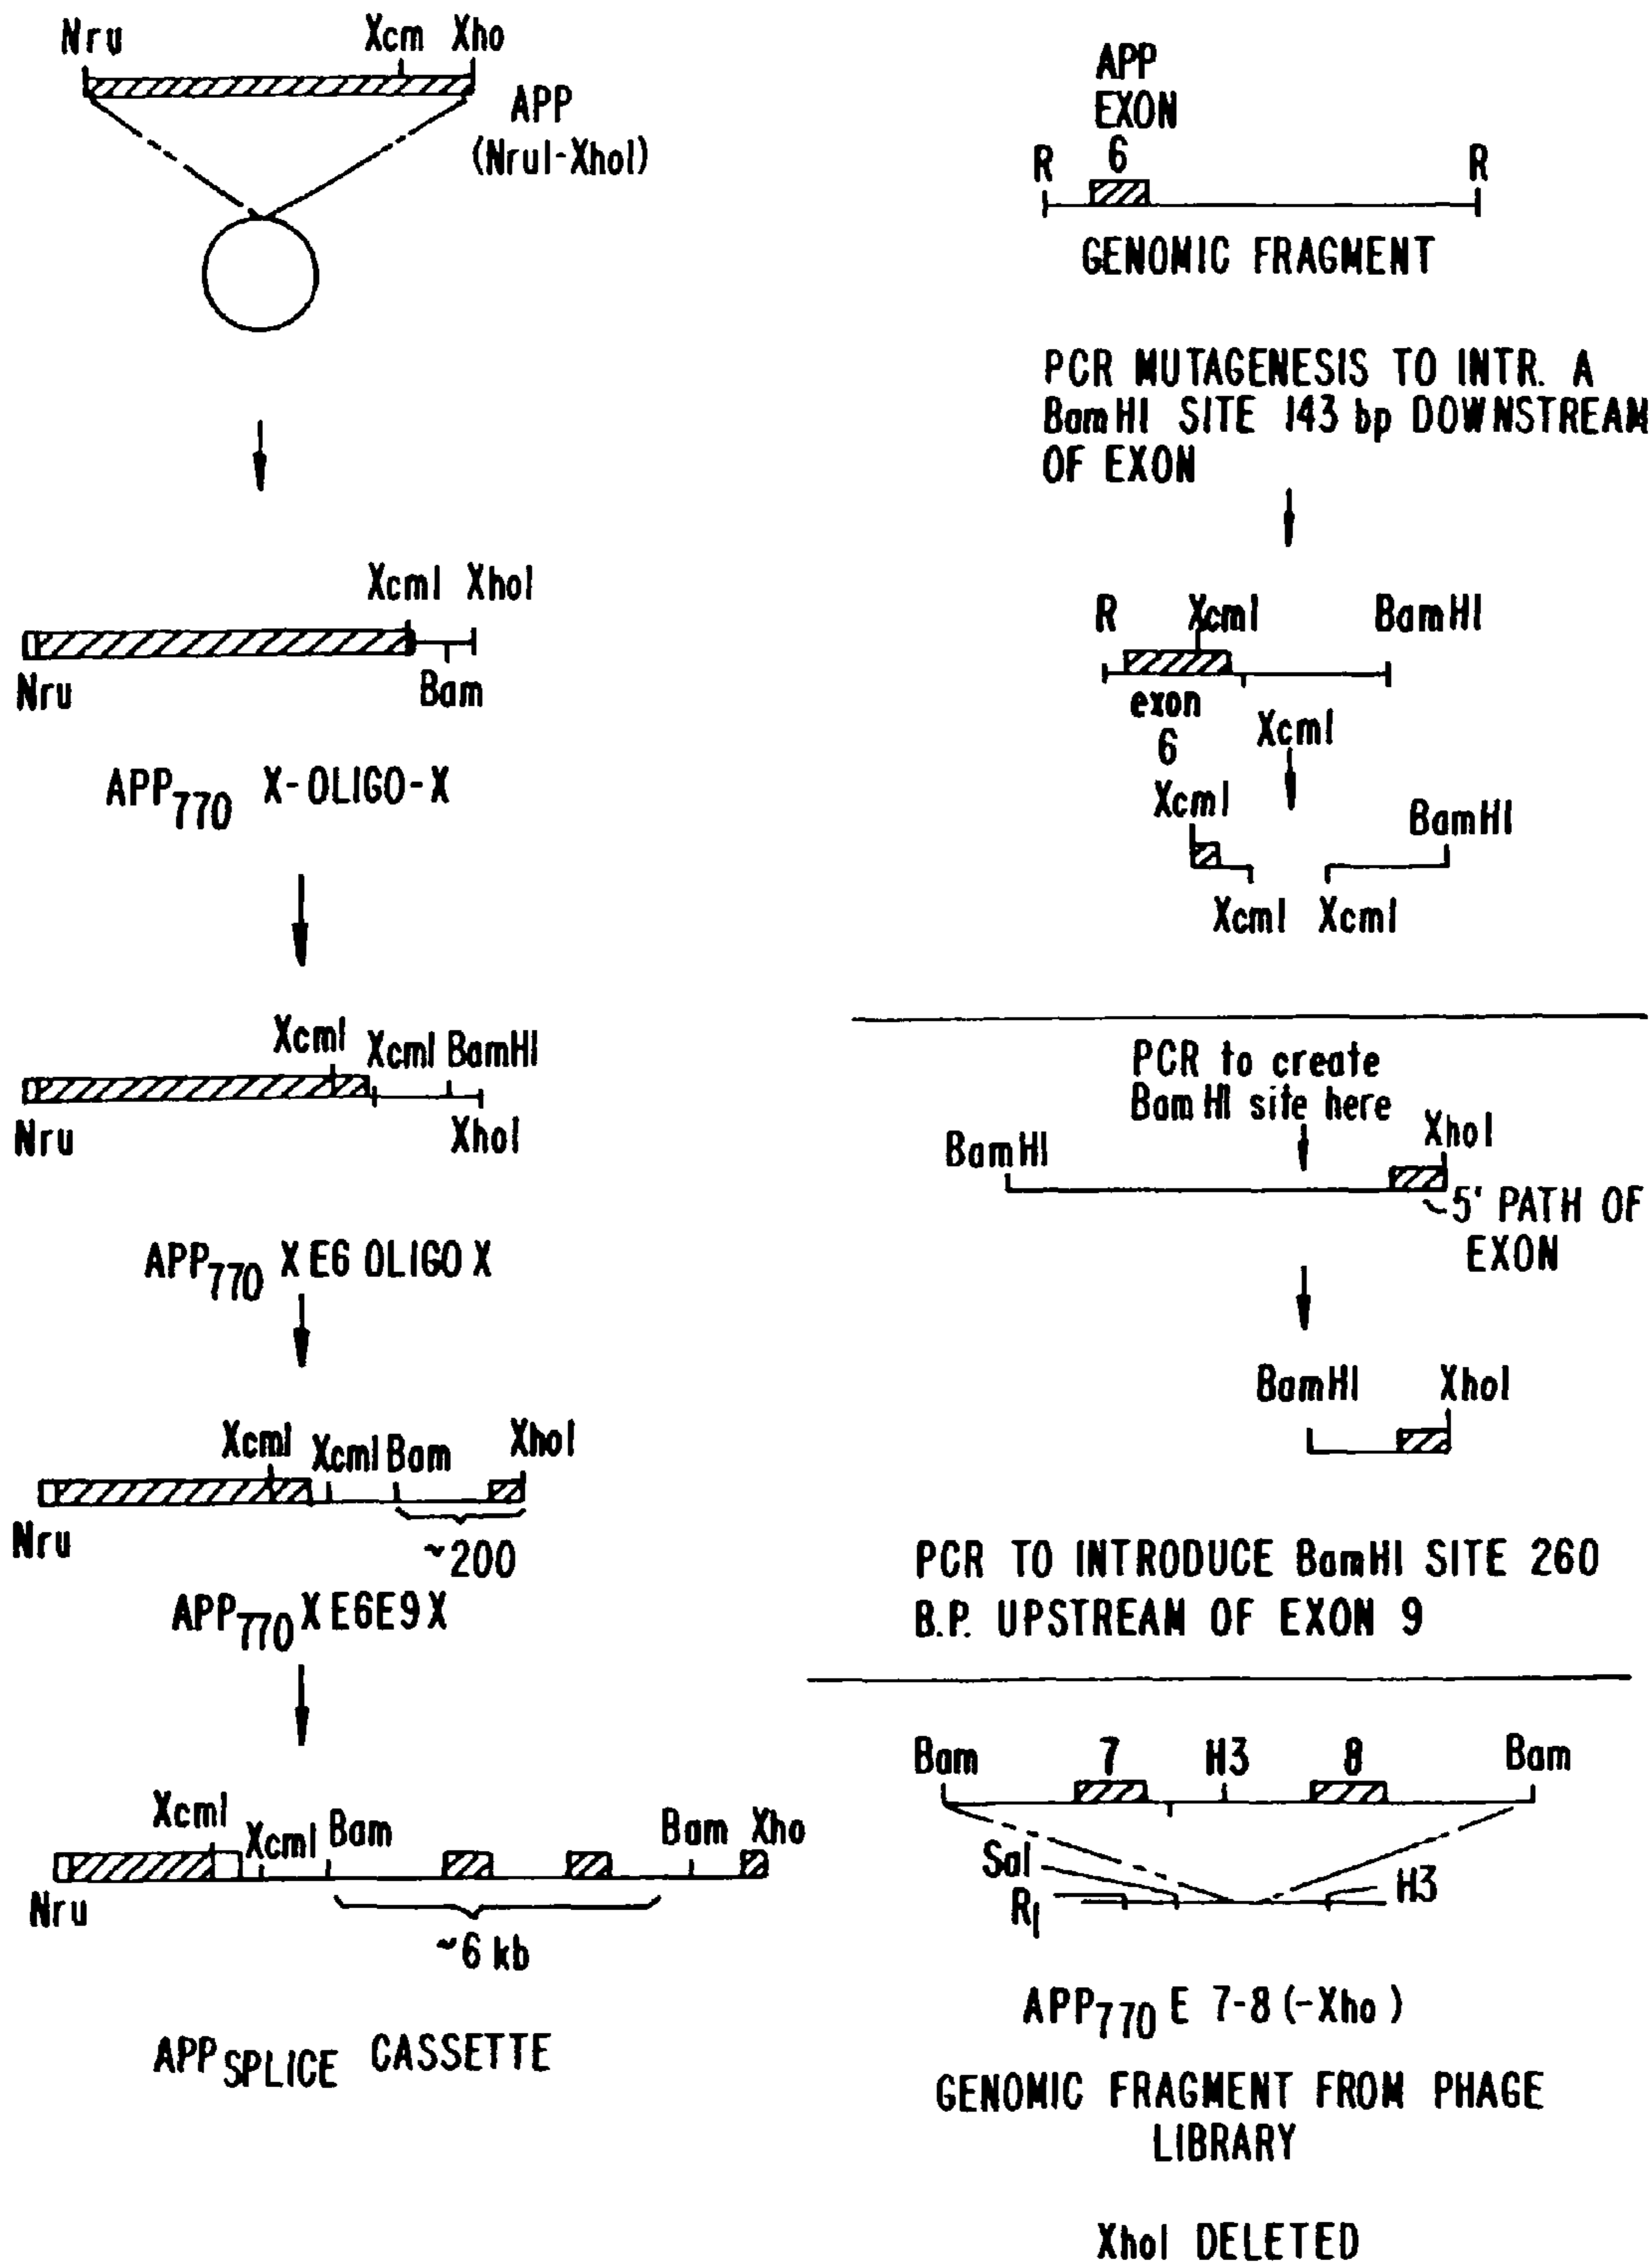 Nru Xcm Xho
APP
(NruI-XhoI)
XcmI XhoI
Nru Bam
APP770 X-OLIGO-X
XcmI XcmI BamHI
Nru XhoI
APP770 X E6 OLIGO X
XcmI XcmI Bam XhoI
Nru
~200
APP770 X E6E9 X
XcmI XcmI Bam Bam Xho
Nru
~6 kb
APP SPLICE CASSETTE
APP
EXON
6
R R
GENOMIC FRAGMENT
PCR MUTAGENESIS TO INTR. A
BamHI SITE 143 bp DOWNSTREAM
OF EXON
R XcmI BamHI
exon
6
XcmI
XcmI
BamHI
XcmI XcmI
PCR to create
BamHI site here
BamHI XhoI
5' PATH OF
EXON
BamHI XhoI
PCR TO INTRODUCE BamHI SITE 260
B.P. UPSTREAM OF EXON 9
Bam 7 H3 8 Bam
Sal
R1 H3
APP770 E 7-8 (-Xho)
GENOMIC FRAGMENT FROM PHAGE
LIBRARY
XhoI DELETED